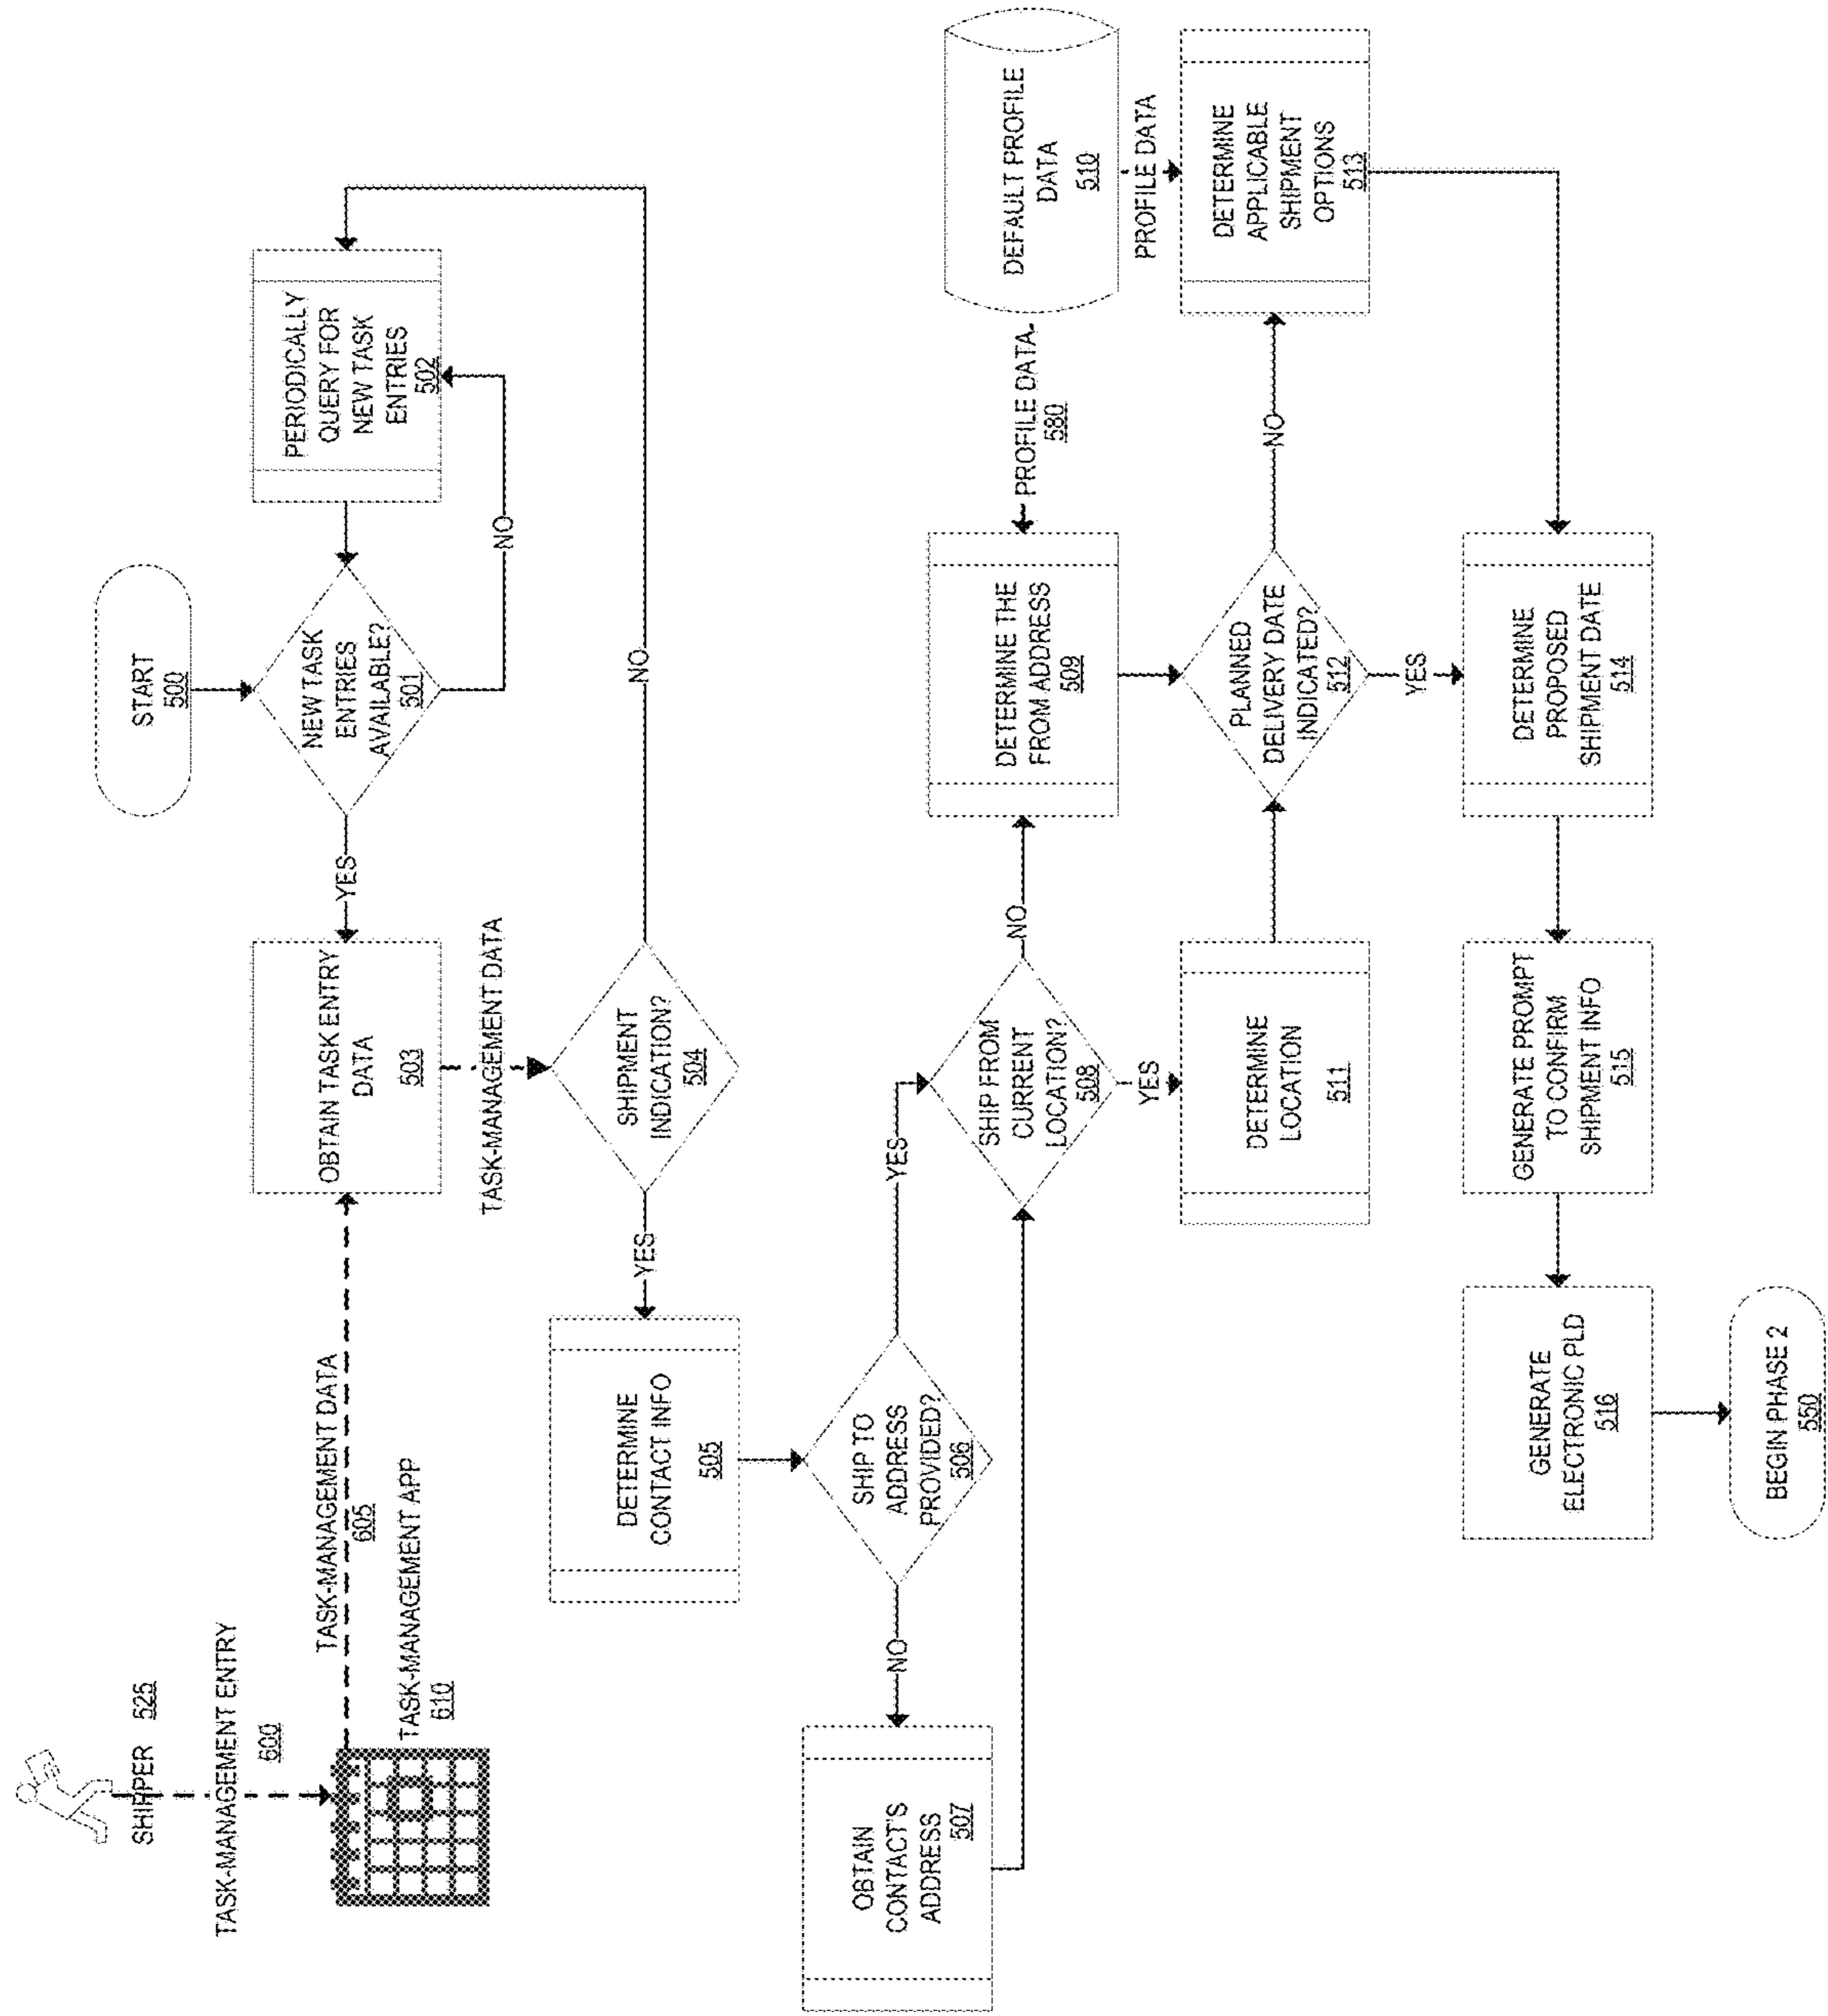 START
500
NEW TASK
ENTRIES
AVAILABLE?
501
YES
NO
PERIODICALLY
QUERY FOR
NEW TASK
ENTRIES
502
SHIPPER 525
TASK-MANAGEMENT ENTRY
600
TASK-MANAGEMENT DATA
605
TASK-MANAGEMENT APP
610
OBTAIN TASK ENTRY
DATA
503
TASK-MANAGEMENT DATA
SHIPMENT
INDICATION?
504
NO
YES
DETERMINE
CONTACT INFO
505
SHIP TO
ADDRESS
PROVIDED?
506
NO
YES
OBTAIN
CONTACT'S
ADDRESS
507
SHIP FROM
CURRENT
LOCATION?
508
NO
YES
DETERMINE THE
FROM ADDRESS
509
PROFILE DATA
580
DEFAULT PROFILE
DATA
510
PROFILE DATA
DETERMINE
LOCATION
511
PLANNED
DELIVERY DATE
INDICATED?
512
NO
YES
DETERMINE
APPLICABLE
SHIPMENT
OPTIONS
513
DETERMINE
PROPOSED
SHIPMENT DATE
514
GENERATE PROMPT
TO CONFIRM
SHIPMENT INFO
515
GENERATE
ELECTRONIC PLD
516
BEGIN PHASE 2
550